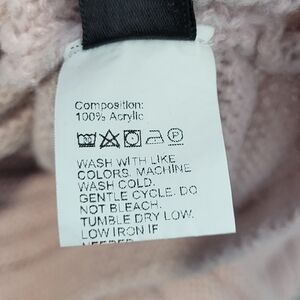 Composition:
100% Acrylic
WASH WITH LIKE
COLORS. MACHINE
WASH COLD.
GENTLE CYCLE. DO
NOT BLEACH.
TUMBLE DRY LOW.
LOW IRON IF
NEEDED